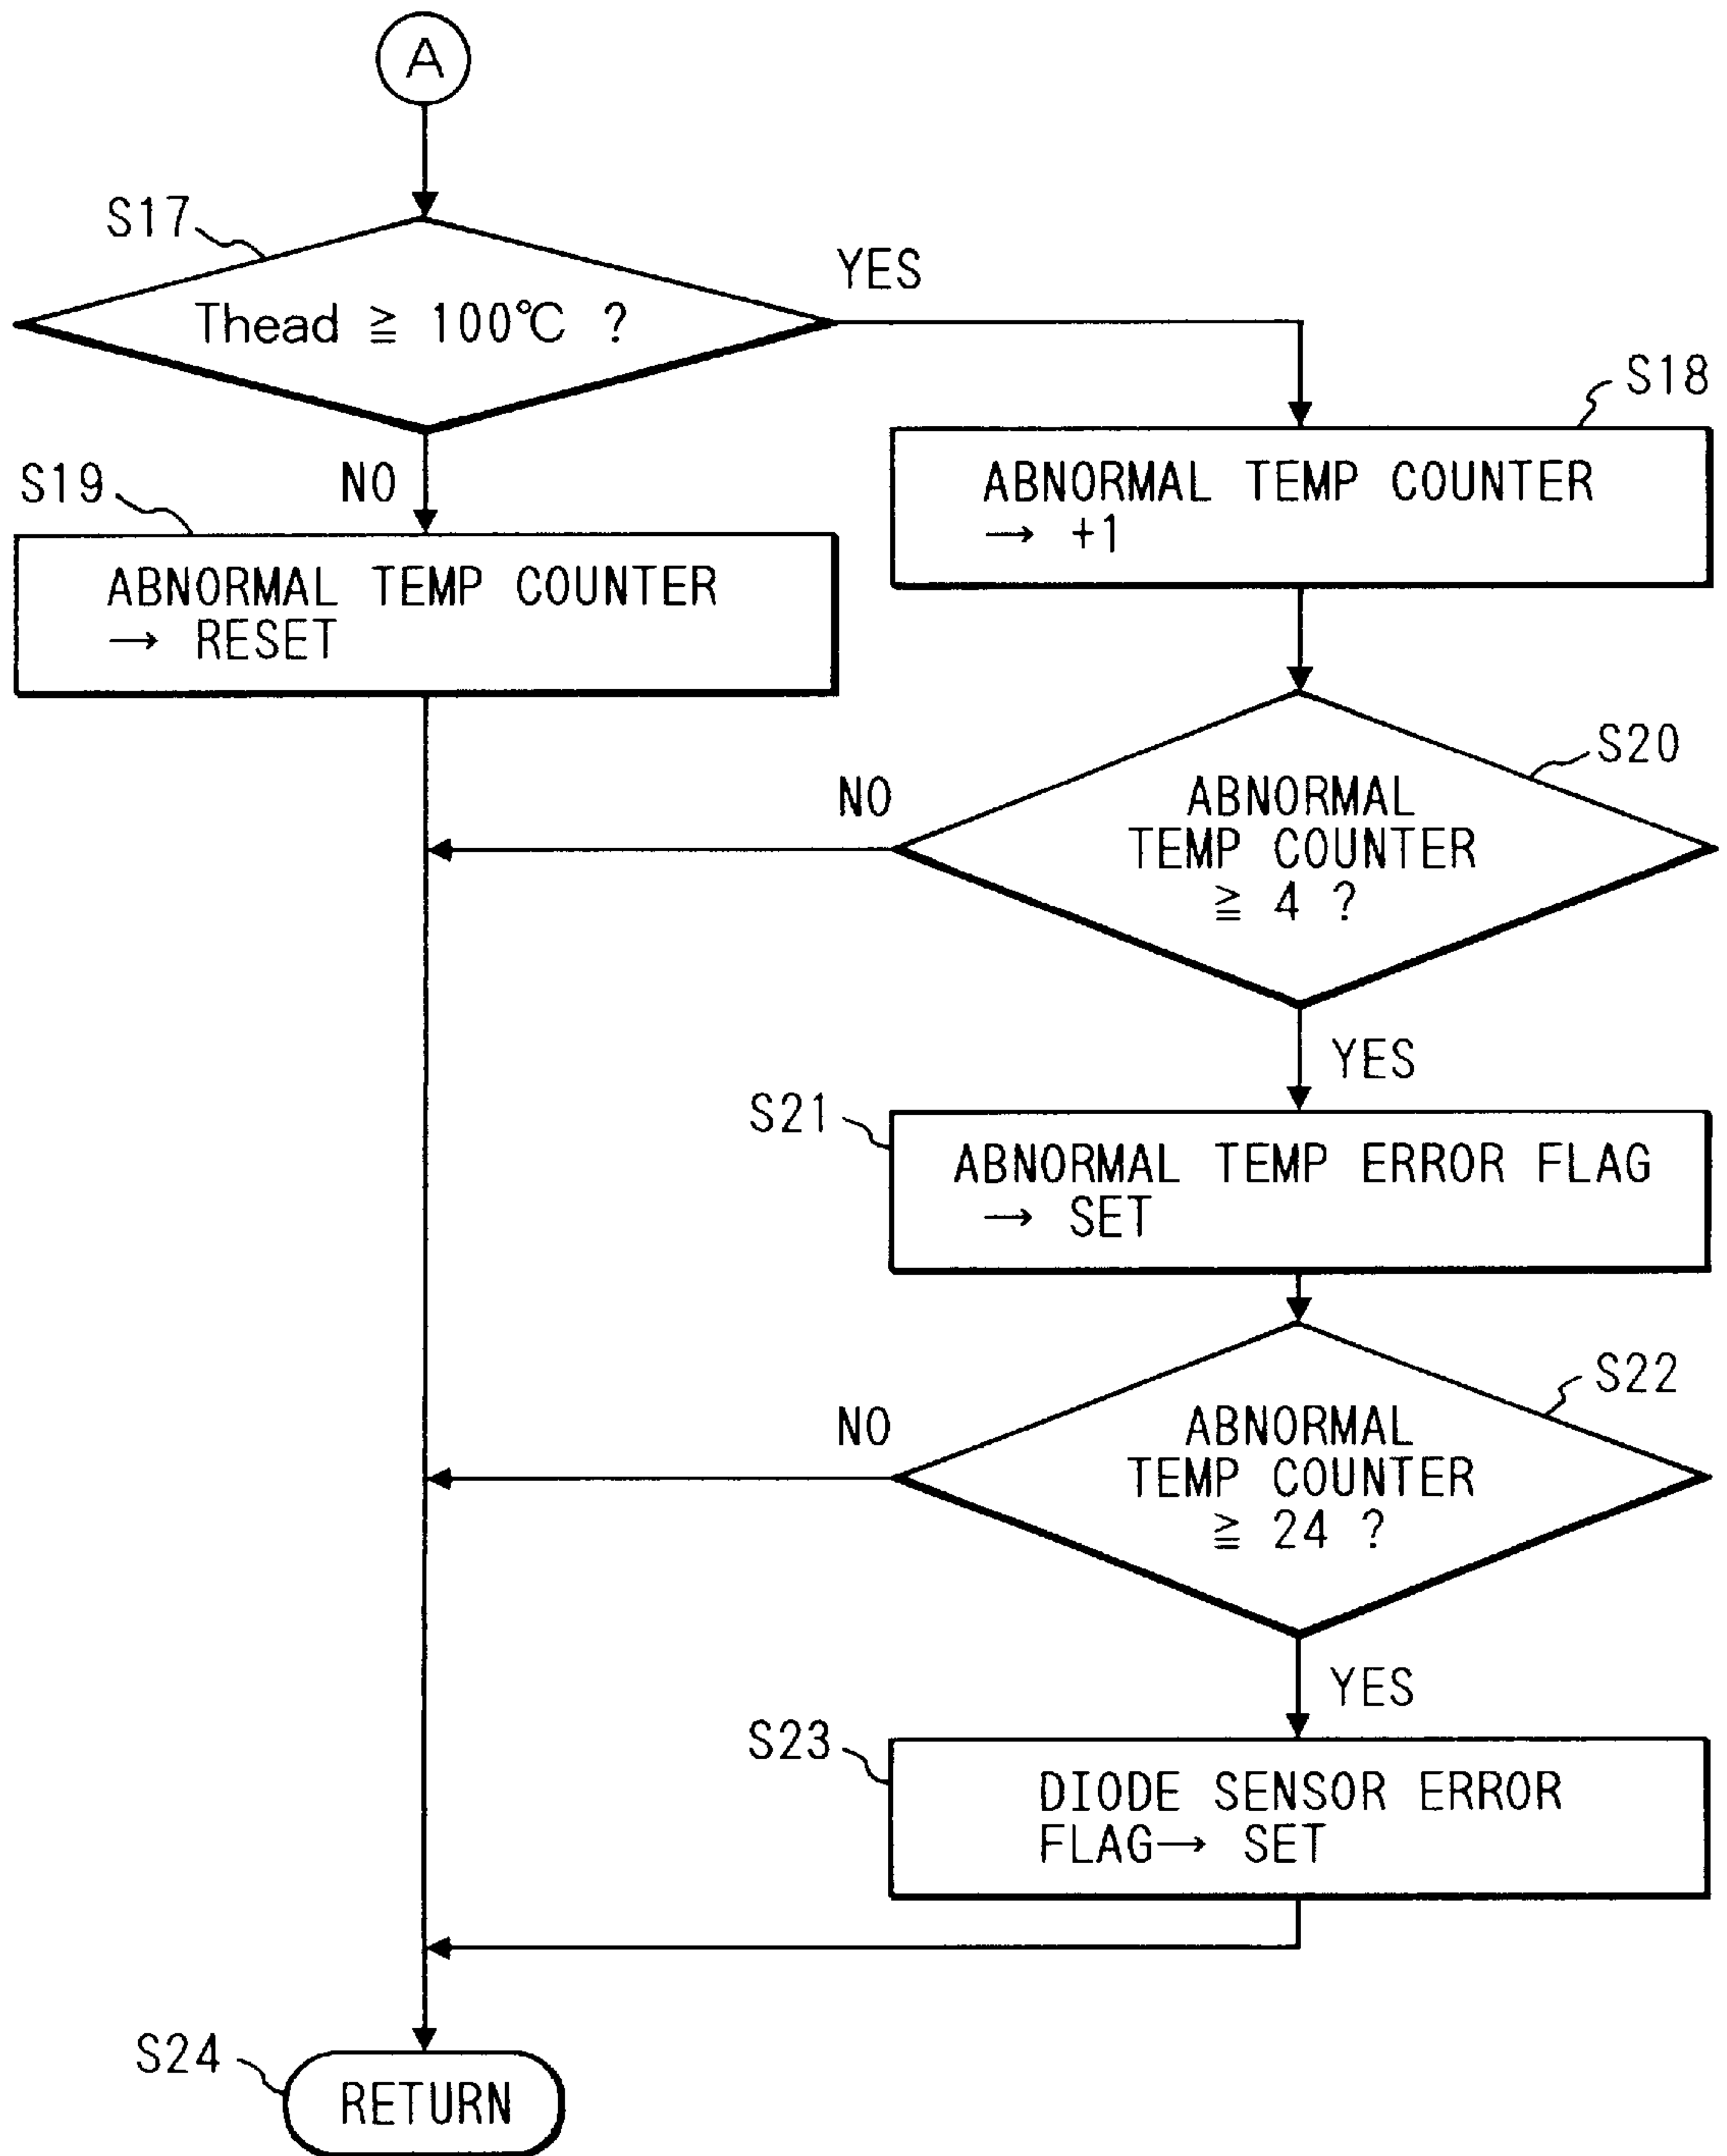 A
S17
YES
Thead ≧ 100℃ ?
S18
NO
ABNORMAL TEMP COUNTER
→ +1
S19
ABNORMAL TEMP COUNTER
→ RESET
S20
NO
ABNORMAL
TEMP COUNTER
≧ 4 ?
YES
S21
ABNORMAL TEMP ERROR FLAG
→ SET
S22
NO
ABNORMAL
TEMP COUNTER
≧ 24 ?
YES
S23
DIODE SENSOR ERROR
FLAG→ SET
S24
RETURN